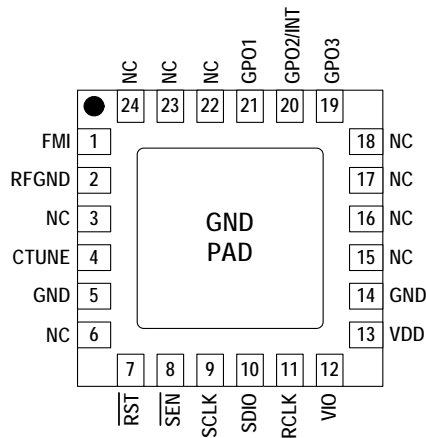 NC
NC
NC
GPO1
GPO2/INT
GPO3
24
23
22
21
20
19
FMI 1
RFGND 2
NC 3
CTUNE 4
GND 5
NC 6
GND
PAD
18 NC
17 NC
16 NC
15 NC
14 GND
13 VDD
7
8
9
10
11
12
RST
SEN
SCLK
SDIO
RCLK
VIO